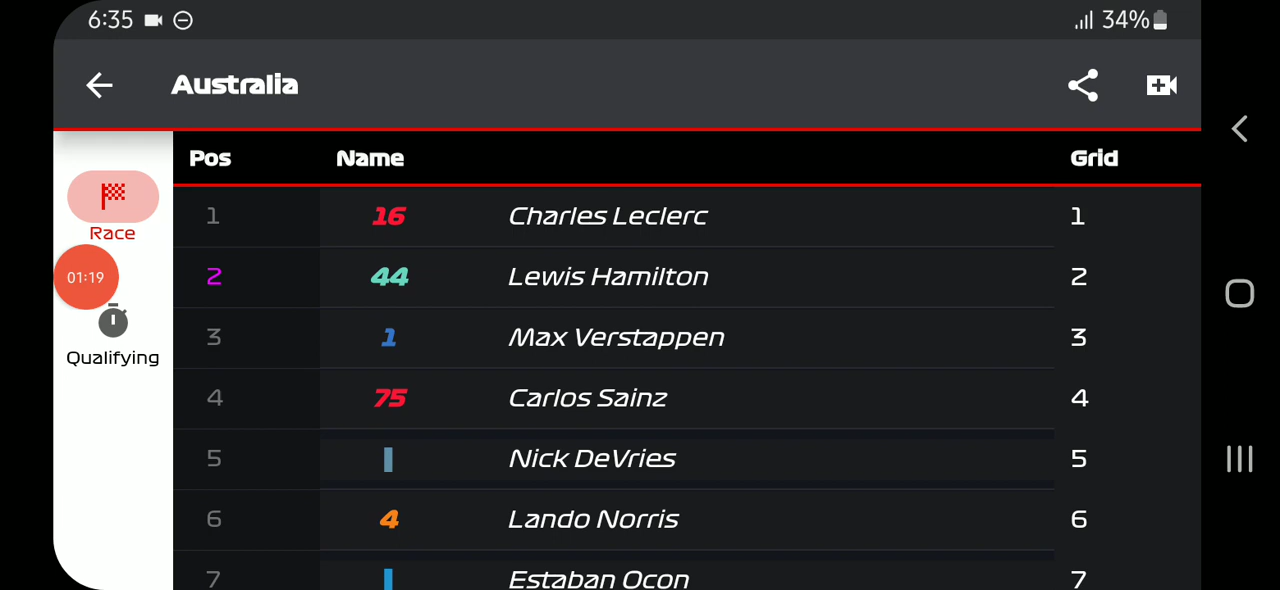 6:35 34%
Australia
Pos Name Grid
1 16 Charles Leclerc 1
Race
2 44 Lewis Hamilton 2
01:19
3 1 Max Verstappen 3
Qualifying
4 75 Carlos Sainz 4
5 Nick DeVries 5
6 4 Lando Norris 6
7 Estaban Ocon 7